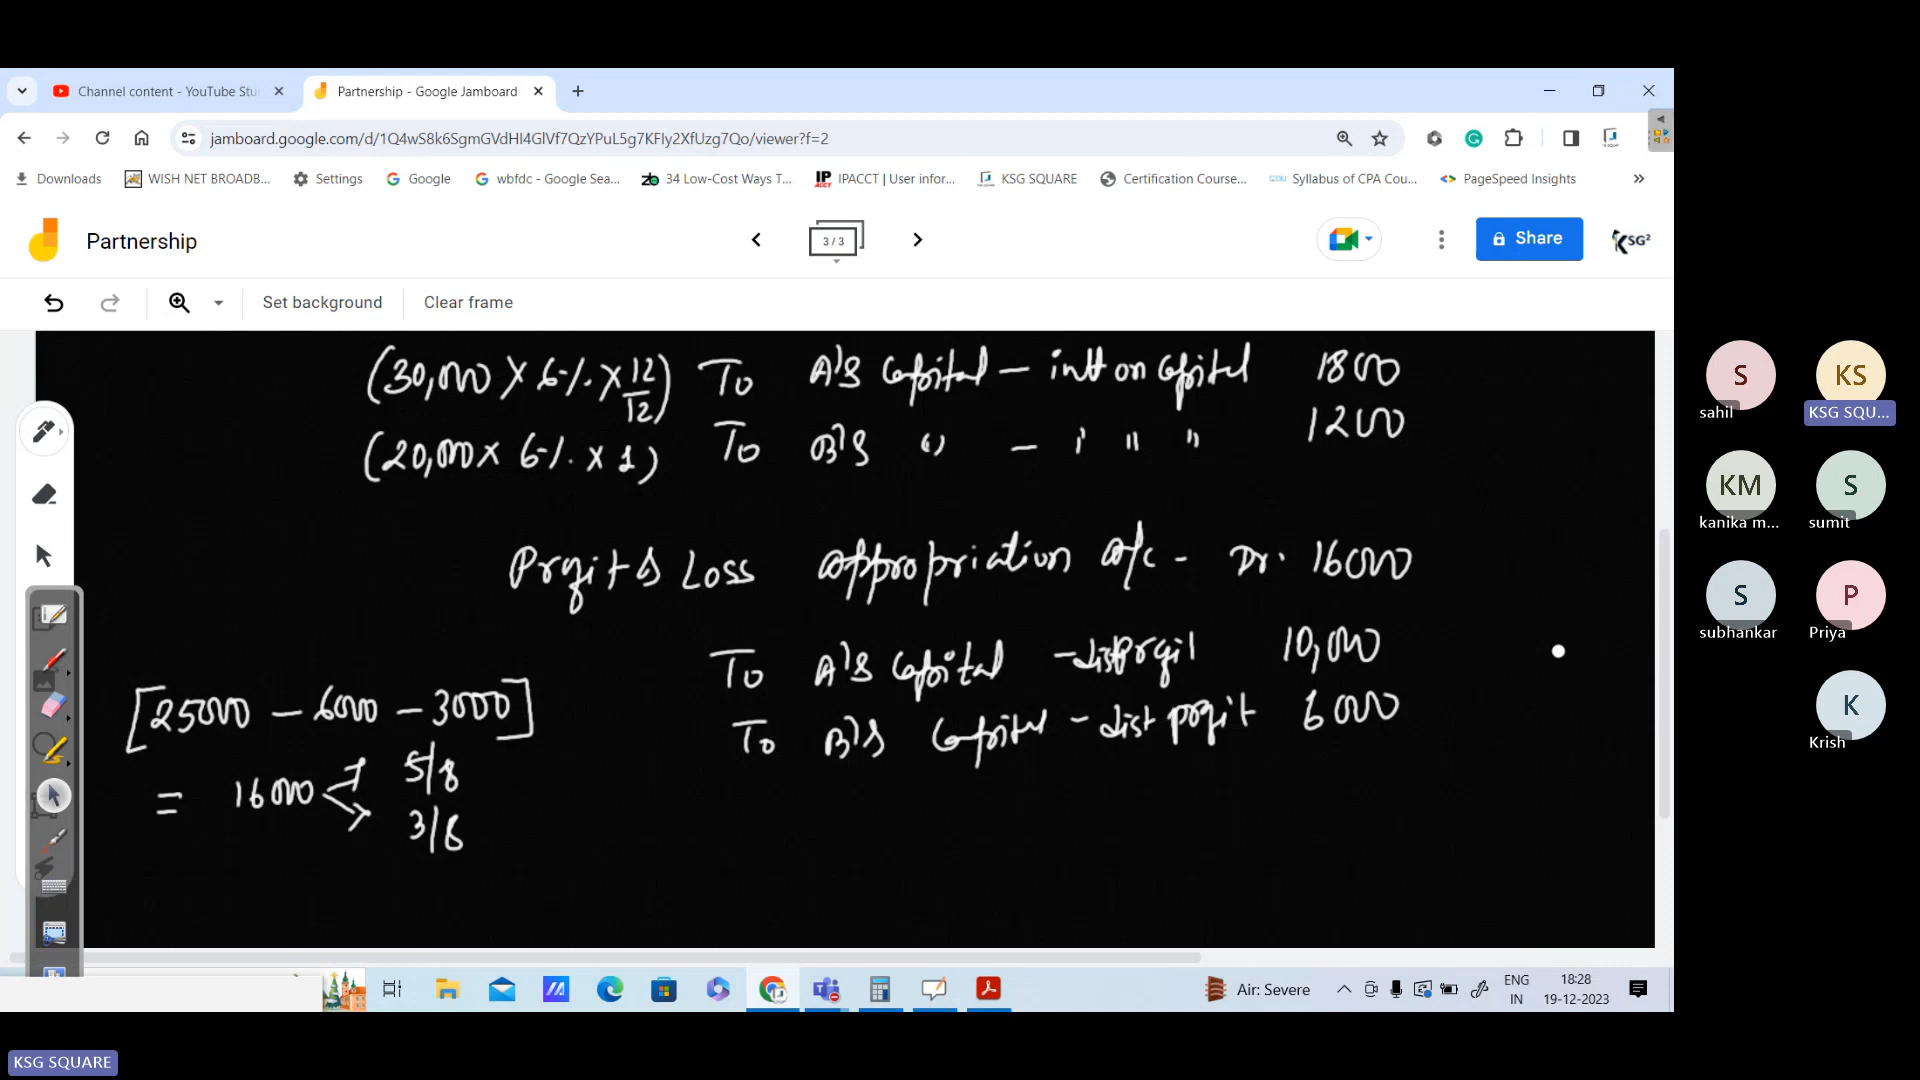 Channel content - YouTube Stu
Partnership - Google Jamboard
jamboard.google.com/d/1Q4wS8k6SgmGVdHI4GlVf7QzYPuL5g7KFIy2XfUzg7Qo/viewer?f=2
Downloads WISH NET BROADB... Settings Google wbfdc - Google Sea... 34 Low-Cost Ways T... IPACCT | User infor... KSG SQUARE Certification Course... Syllabus of CPA Cou... PageSpeed Insights »
Partnership
3 / 3
Share
KSG²
Set background Clear frame
(30,000 × 6% × 12/12) To A's Capital — intt on Capital 1800
(20,000 × 6% × 1) To B's " — " " " 1200
Profit & Loss appropriation a/c - Dr. 16000
To A's Capital - dist profit 10,000
To B's Capital - dist profit 6000
[25000 — 6000 — 3000]
= 16000 5/8
3/8
S
sahil
KS
KSG SQU...
KM
kanika m...
S
sumit
S
subhankar
P
Priya
K
Krish
Air: Severe
ENG
IN
18:28
19-12-2023
KSG SQUARE